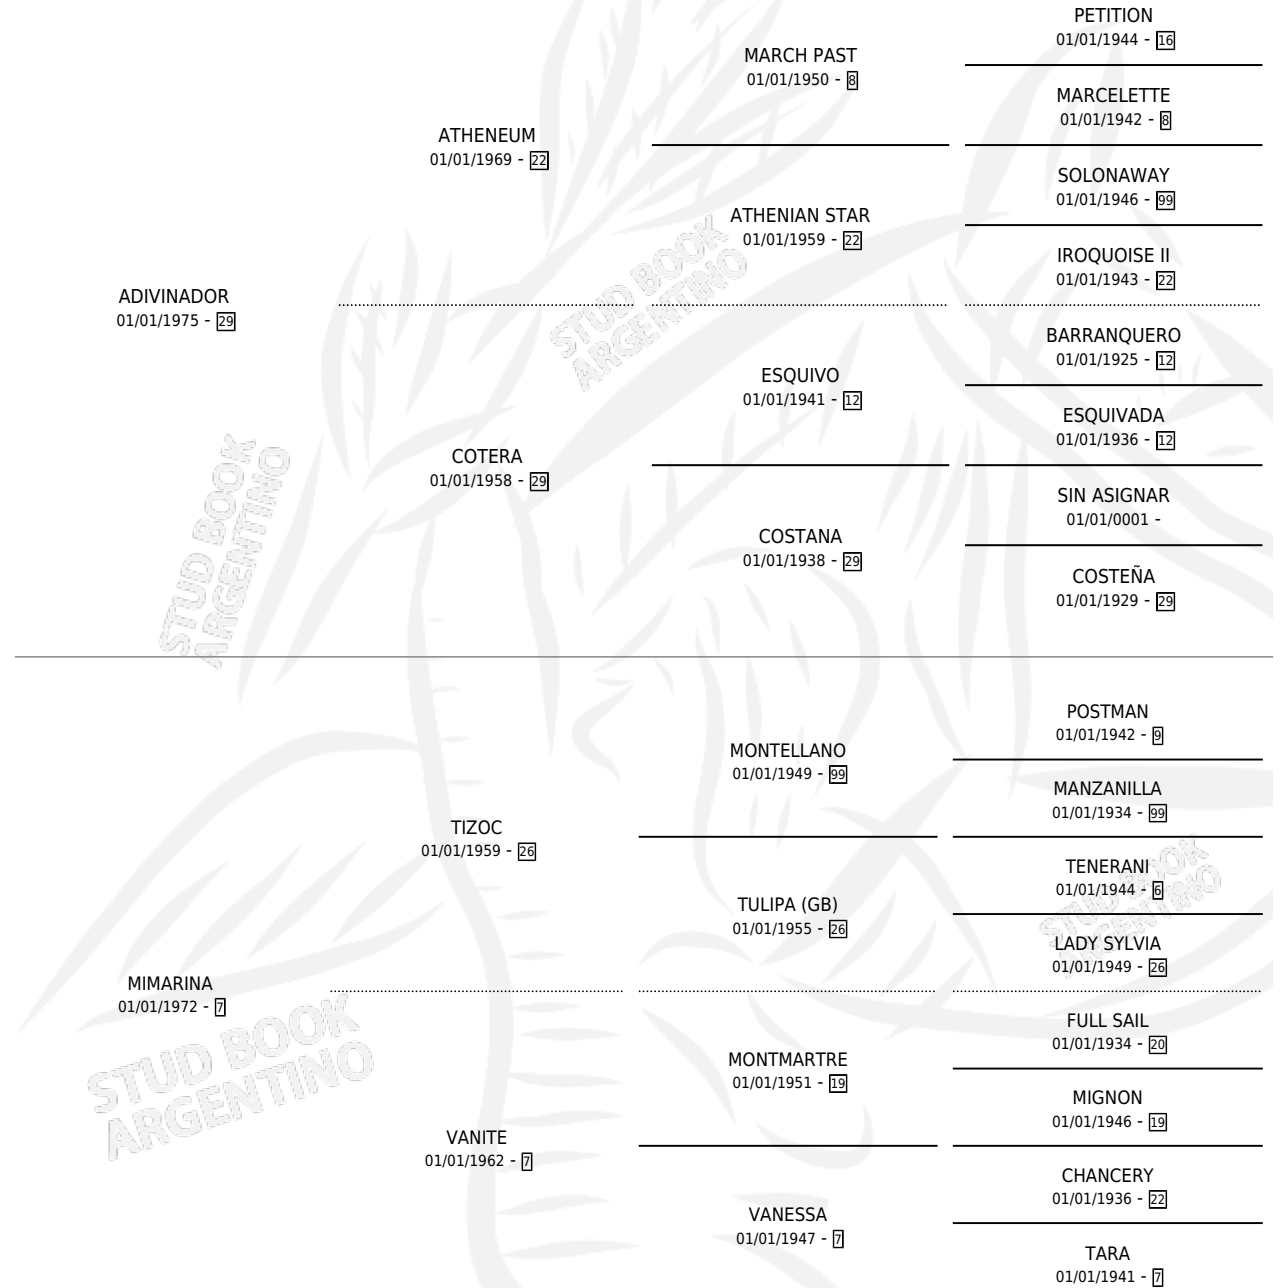 PETITION
01/01/1944 - 16
MARCH PAST
01/01/1950 - 8
MARCELETTE
01/01/1942 - 8
ATHENEUM
01/01/1969 - 22
SOLONAWAY
01/01/1946 - 99
ATHENIAN STAR
01/01/1959 - 22
IROQUOISE II
01/01/1943 - 22
ADIVINADOR
01/01/1975 - 29
BARRANQUERO
01/01/1925 - 12
ESQUIVO
01/01/1941 - 12
ESQUIVADA
01/01/1936 - 12
COTERA
01/01/1958 - 29
SIN ASIGNAR
01/01/0001 -
COSTANA
01/01/1938 - 29
COSTEÑA
01/01/1929 - 29
STUD BOOK
ARGENTINO
STUD BOOK
ARGENTINO
POSTMAN
01/01/1942 - 9
MONTELLANO
01/01/1949 - 99
MANZANILLA
01/01/1934 - 99
TIZOC
01/01/1959 - 26
TENERANI
01/01/1944 - 6
TULIPA (GB)
01/01/1955 - 26
LADY SYLVIA
01/01/1949 - 26
MIMARINA
01/01/1972 - 7
FULL SAIL
01/01/1934 - 20
MONTMARTRE
01/01/1951 - 19
MIGNON
01/01/1946 - 19
VANITE
01/01/1962 - 7
CHANCERY
01/01/1936 - 22
VANESSA
01/01/1947 - 7
TARA
01/01/1941 - 7
STUD BOOK
ARGENTINO
STUD BOOK
ARGENTINO